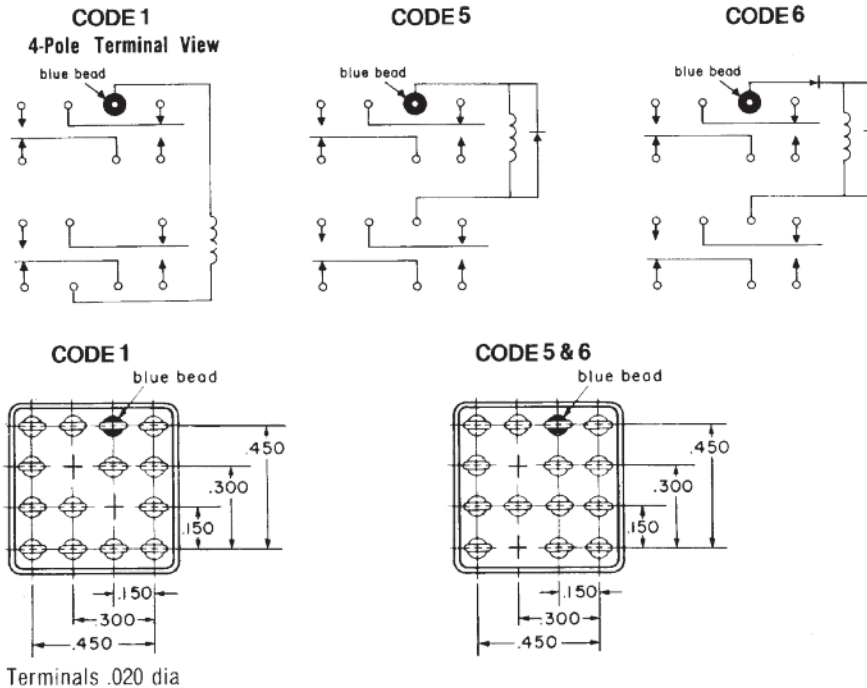 CODE 1
4-Pole Terminal View
blue bead
CODE 5
blue bead
CODE 6
blue bead
CODE 1
blue bead
.450
.300
.150
.150
.300
.450
Terminals .020 dia
CODE 5 & 6
blue bead
.450
.300
.150
.150
.300
.450